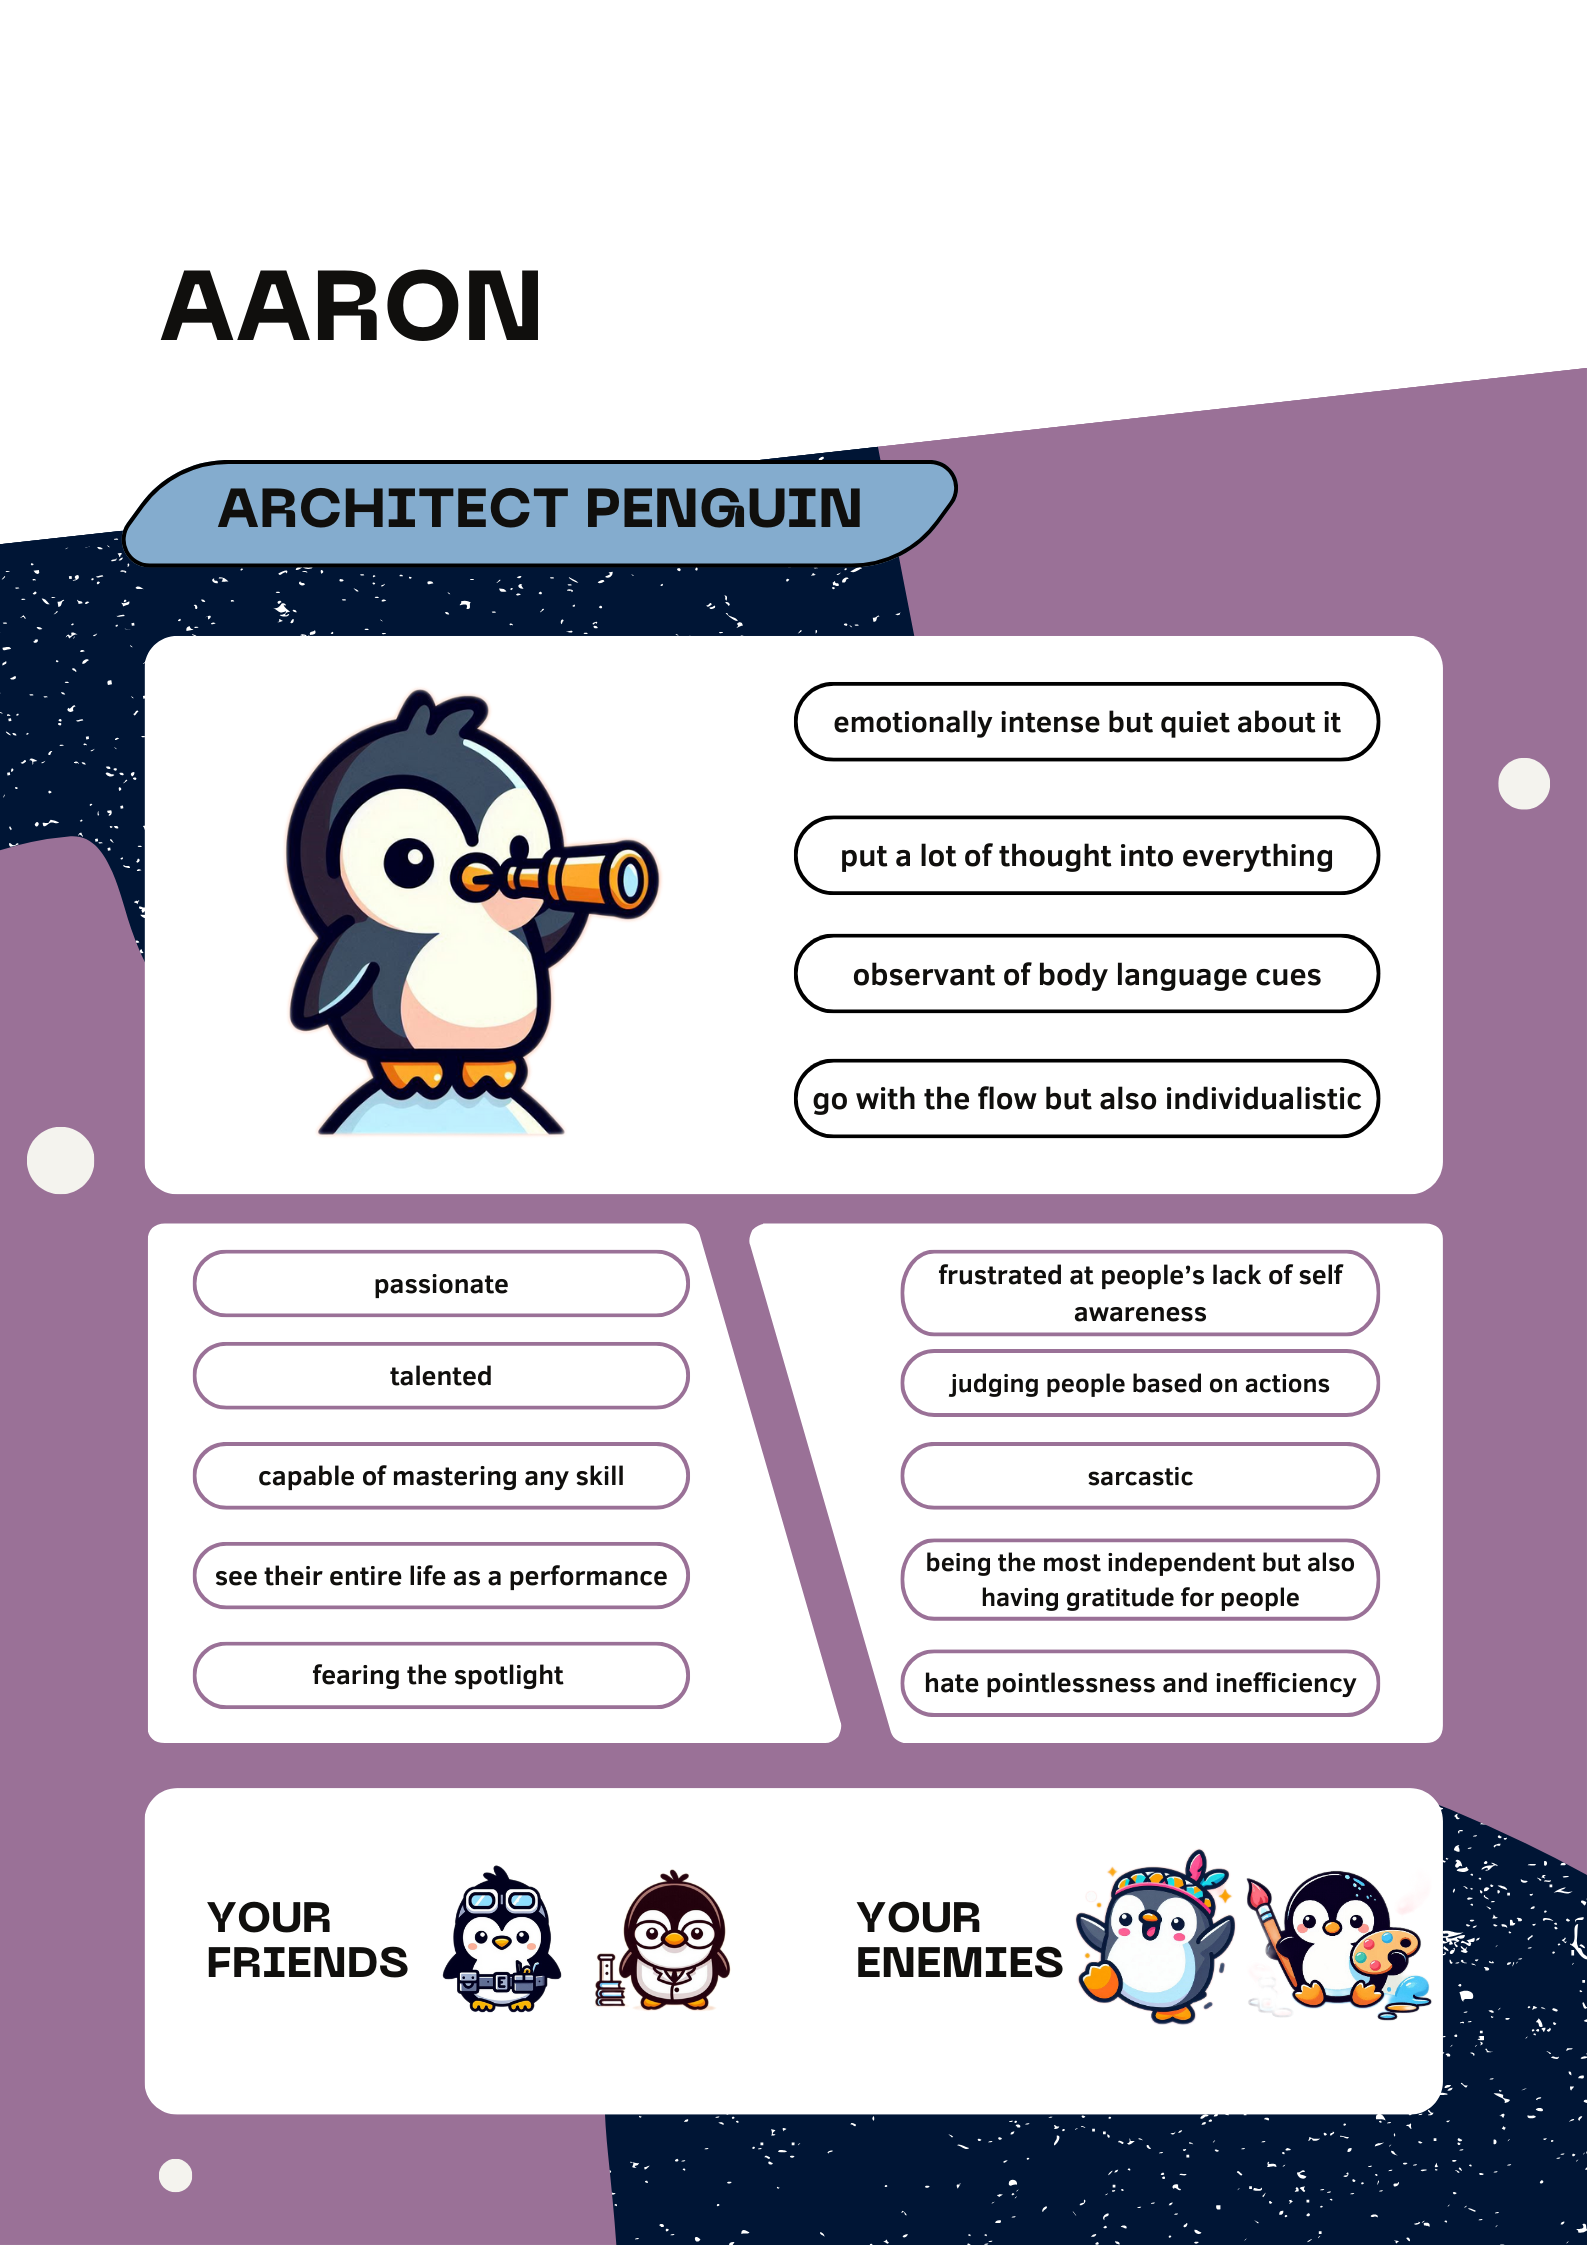 AARON
ARCHITECT PENGUIN
emotionally intense but quiet about it
put a lot of thought into everything
observant of body language cues
go with the flow but also individualistic
passionate
talented
capable of mastering any skill
see their entire life as a performance
fearing the spotlight
frustrated at people’s lack of self
awareness
judging people based on actions
sarcastic
being the most independent but also
having gratitude for people
hate pointlessness and inefficiency
YOUR
FRIENDS
E
YOUR
ENEMIES